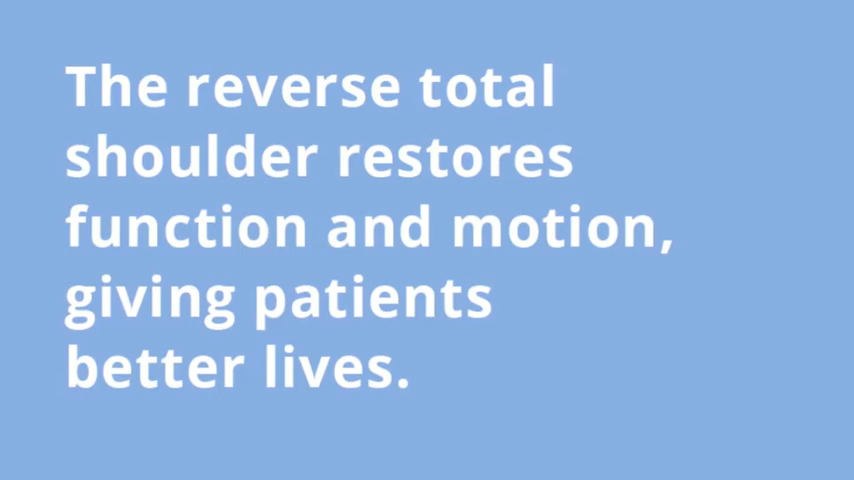 The reverse total
shoulder restores
function and motion,
giving patients
better lives.